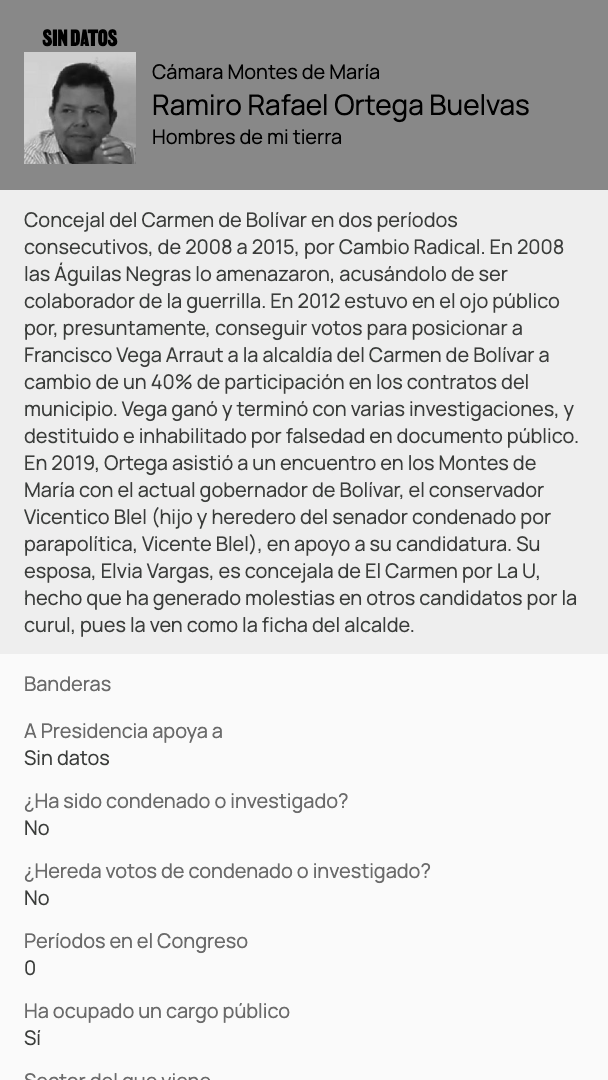 SIN DATOS
Cámara Montes de María
Ramiro Rafael Ortega Buelvas
Hombres de mi tierra
Concejal del Carmen de Bolívar en dos períodos
consecutivos, de 2008 a 2015, por Cambio Radical. En 2008
las Águilas Negras lo amenazaron, acusándolo de ser
colaborador de la guerrilla. En 2012 estuvo en el ojo público
por, presuntamente, conseguir votos para posicionar a
Francisco Vega Arraut a la alcaldía del Carmen de Bolívar a
cambio de un 40% de participación en los contratos del
municipio. Vega ganó y terminó con varias investigaciones, y
destituido e inhabilitado por falsedad en documento público.
En 2019, Ortega asistió a un encuentro en los Montes de
María con el actual gobernador de Bolívar, el conservador
Vicentico Blel (hijo y heredero del senador condenado por
parapolítica, Vicente Blel), en apoyo a su candidatura. Su
esposa, Elvia Vargas, es concejala de El Carmen por La U,
hecho que ha generado molestias en otros candidatos por la
curul, pues la ven como la ficha del alcalde.
Banderas
A Presidencia apoya a
Sin datos
¿Ha sido condenado o investigado?
No
¿Hereda votos de condenado o investigado?
No
Períodos en el Congreso
0
Ha ocupado un cargo público
Sí
Sector del que viene